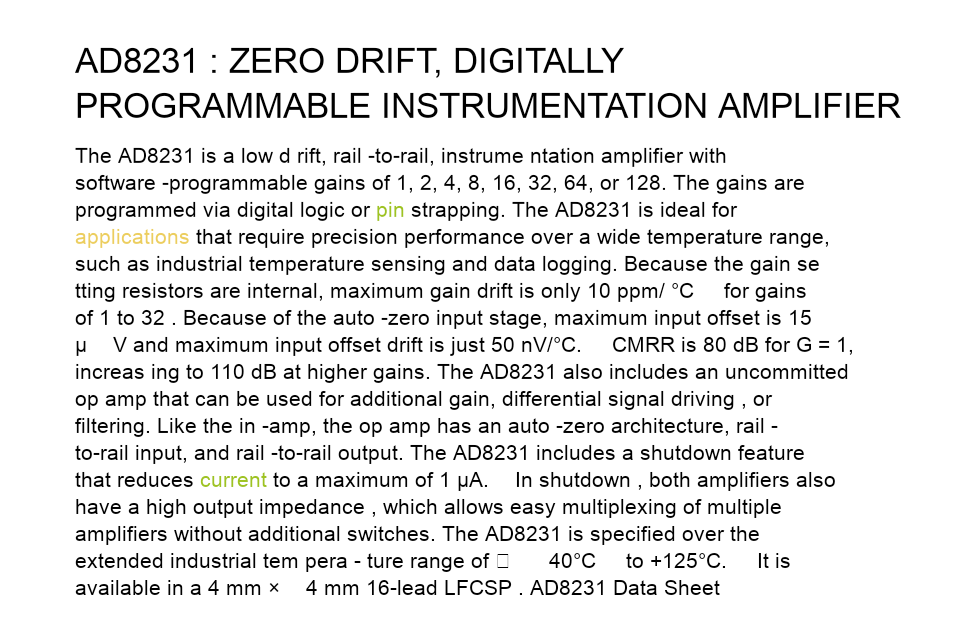 AD8231 : ZERO DRIFT, DIGITALLY
PROGRAMMABLE INSTRUMENTATION AMPLIFIER
The AD8231 is a low d rift, rail -to-rail, instrume ntation amplifier with
software -programmable gains of 1, 2, 4, 8, 16, 32, 64, or 128. The gains are
programmed via digital logic or pin strapping. The AD8231 is ideal for
applications that require precision performance over a wide temperature range,
such as industrial temperature sensing and data logging. Because the gain se
tting resistors are internal, maximum gain drift is only 10 ppm/ °C for gains
of 1 to 32 . Because of the auto -zero input stage, maximum input offset is 15
µ V and maximum input offset drift is just 50 nV/°C. CMRR is 80 dB for G = 1,
increas ing to 110 dB at higher gains. The AD8231 also includes an uncommitted
op amp that can be used for additional gain, differential signal driving , or
filtering. Like the in -amp, the op amp has an auto -zero architecture, rail -
to-rail input, and rail -to-rail output. The AD8231 includes a shutdown feature
that reduces current to a maximum of 1 µA. In shutdown , both amplifiers also
have a high output impedance , which allows easy multiplexing of multiple
amplifiers without additional switches. The AD8231 is specified over the
extended industrial tem pera - ture range of 40°C to +125°C. It is
available in a 4 mm × 4 mm 16-lead LFCSP . AD8231 Data Sheet